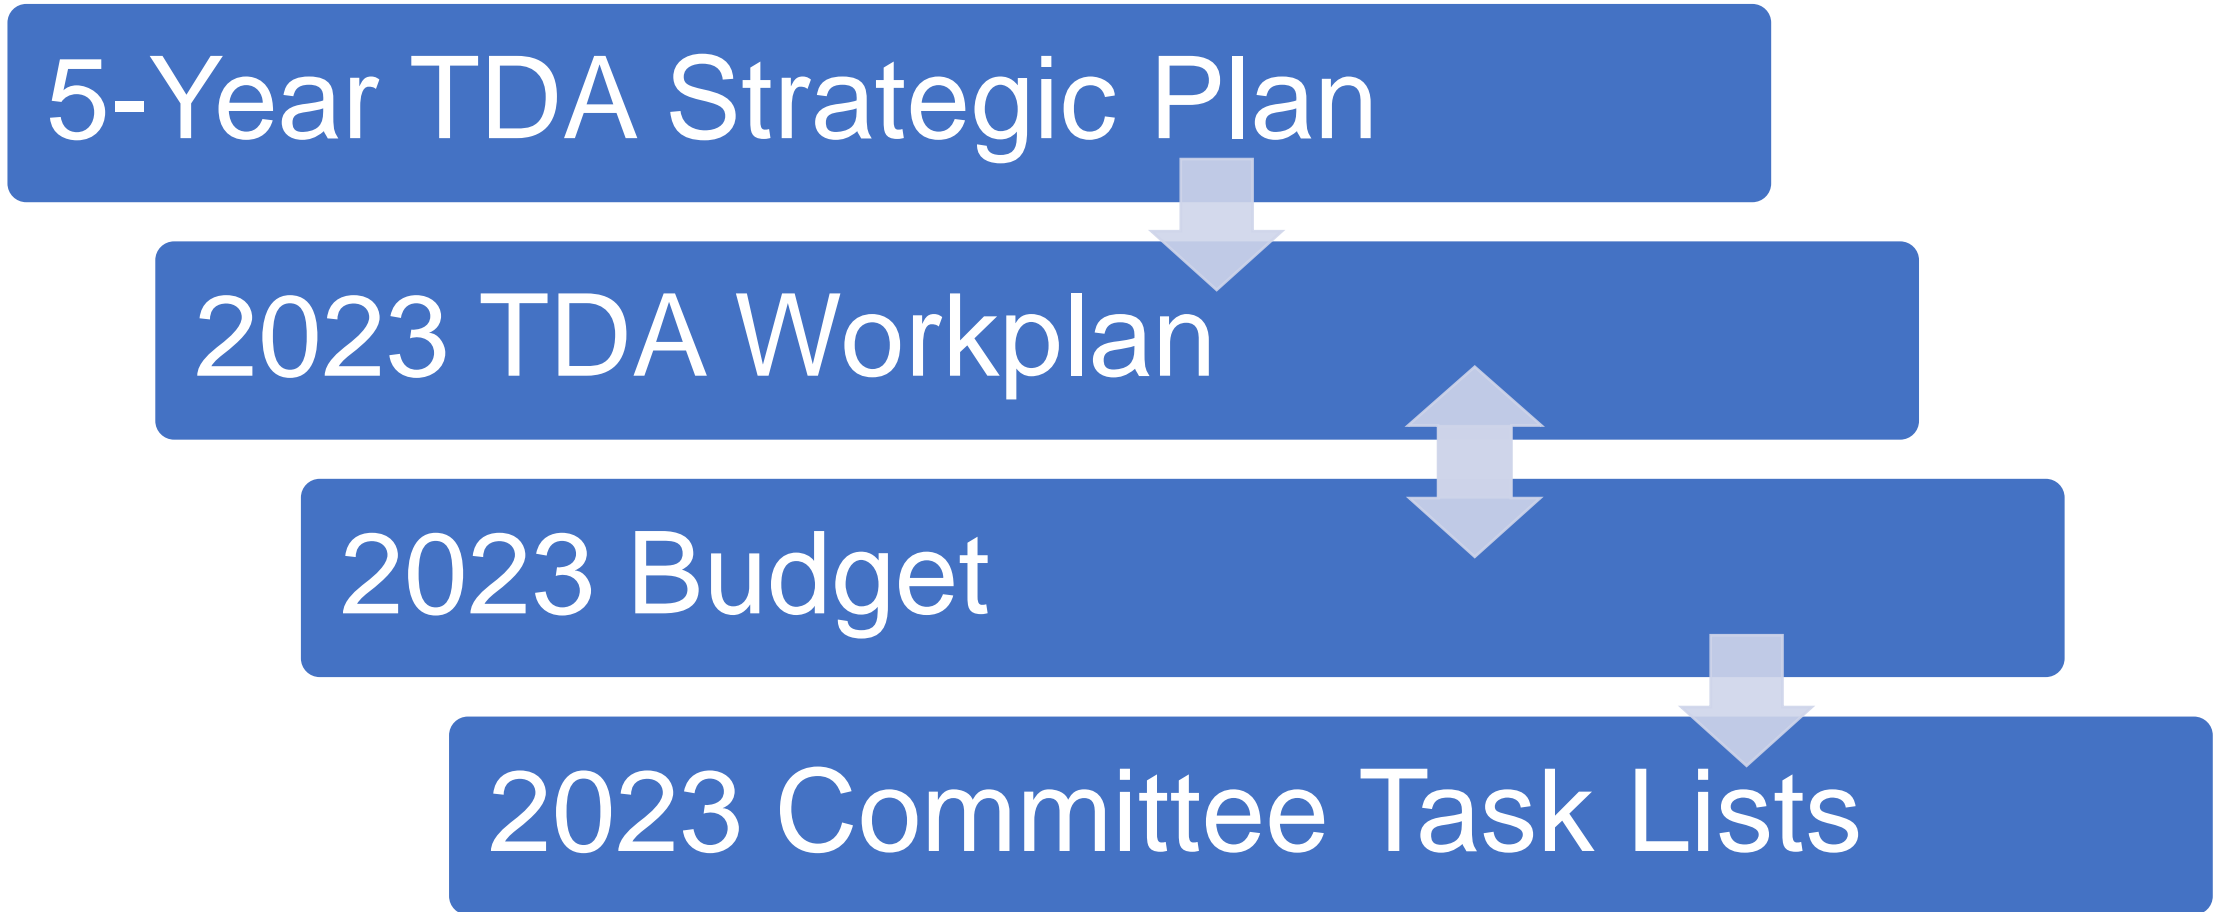 5-Year TDA Strategic Plan
2023 TDA Workplan
2023 Budget
2023 Committee Task Lists